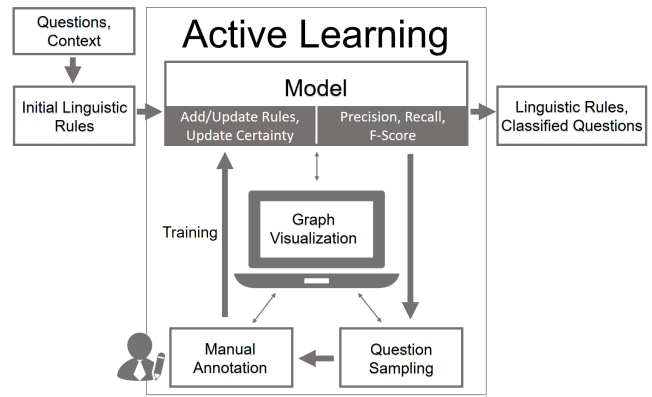 Questions,
Context
Active Learning
Initial Linguistic
Rules
Model
Add/Update Rules,
Update Certainty
Precision, Recall,
F-Score
Linguistic Rules,
Classified Questions
Graph
Visualization
Training
Manual
Annotation
Question
Sampling